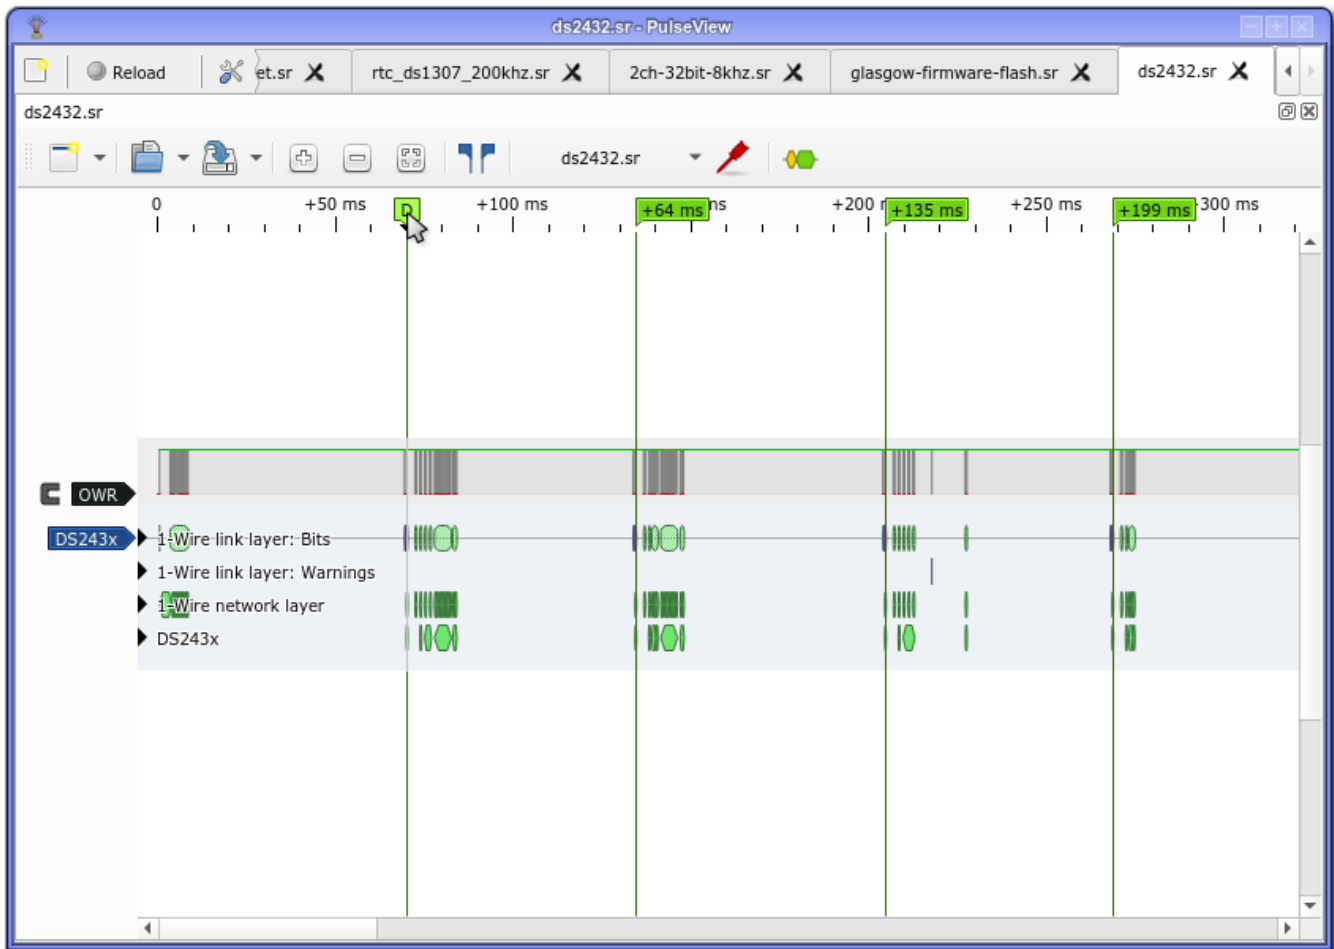 ds2432.sr - PulseView
Reload et.sr rtc_ds1307_200khz.sr 2ch-32bit-8khz.sr glasgow-firmware-flash.sr ds2432.sr
ds2432.sr
ds2432.sr
0 +50 ms D +100 ms +64 ms ms +200 +135 ms +250 ms +199 ms 300 ms
OWR
DS243x 1-Wire link layer: Bits
1-Wire link layer: Warnings
1-Wire network layer
DS243x